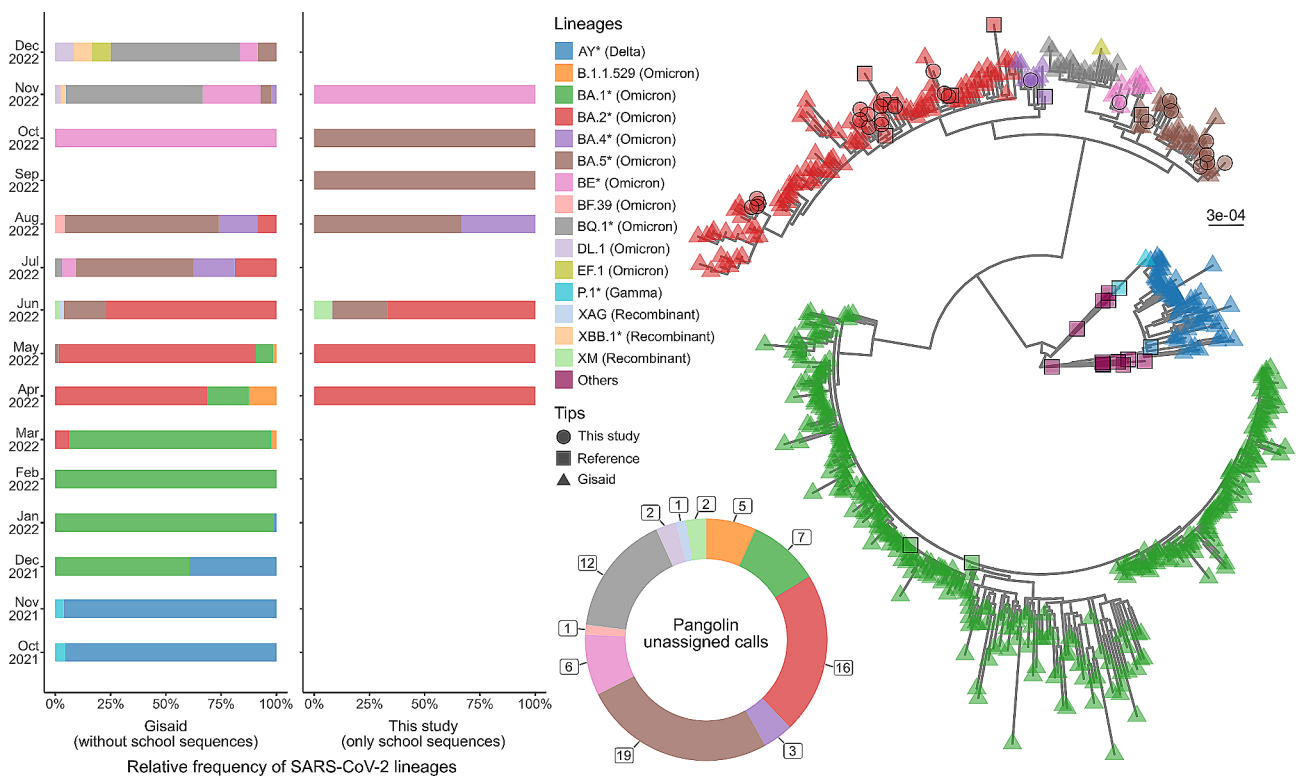 Dec
2022
Nov
2022
Oct
2022
Sep
2022
Aug
2022
Jul
2022
Jun
2022
May
2022
Apr
2022
Mar
2022
Feb
2022
Jan
2022
Dec
2021
Nov
2021
Oct
2021
0% 25% 50% 75% 100%
0% 25% 50% 75% 100%
Gisaid
(without school sequences)
This study
(only school sequences)
Relative frequency of SARS-CoV-2 lineages
Lineages
AY* (Delta)
B.1.1.529 (Omicron)
BA.1* (Omicron)
BA.2* (Omicron)
BA.4* (Omicron)
BA.5* (Omicron)
BE* (Omicron)
BF.39 (Omicron)
BQ.1* (Omicron)
DL.1 (Omicron)
EF.1 (Omicron)
P.1* (Gamma)
XAG (Recombinant)
XBB.1* (Recombinant)
XM (Recombinant)
Others
Tips
This study
Reference
Gisaid
2
1
2
5
7
12
1
6
16
19
3
Pangolin
unassigned calls
3e-04